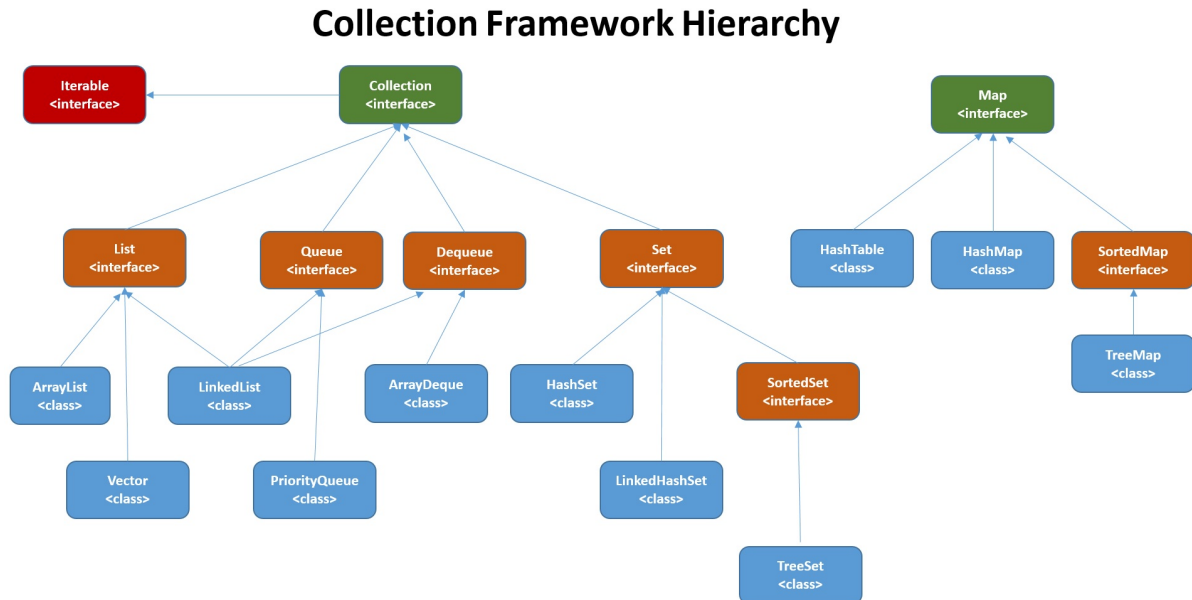 Collection Framework Hierarchy
Iterable
<interface>
Collection
<interface>
Map
<interface>
List
<interface>
Queue
<interface>
Dequeue
<interface>
Set
<interface>
HashTable
<class>
HashMap
<class>
SortedMap
<interface>
ArrayList
<class>
LinkedList
<class>
ArrayDeque
<class>
HashSet
<class>
SortedSet
<interface>
TreeMap
<class>
Vector
<class>
PriorityQueue
<class>
LinkedHashSet
<class>
TreeSet
<class>